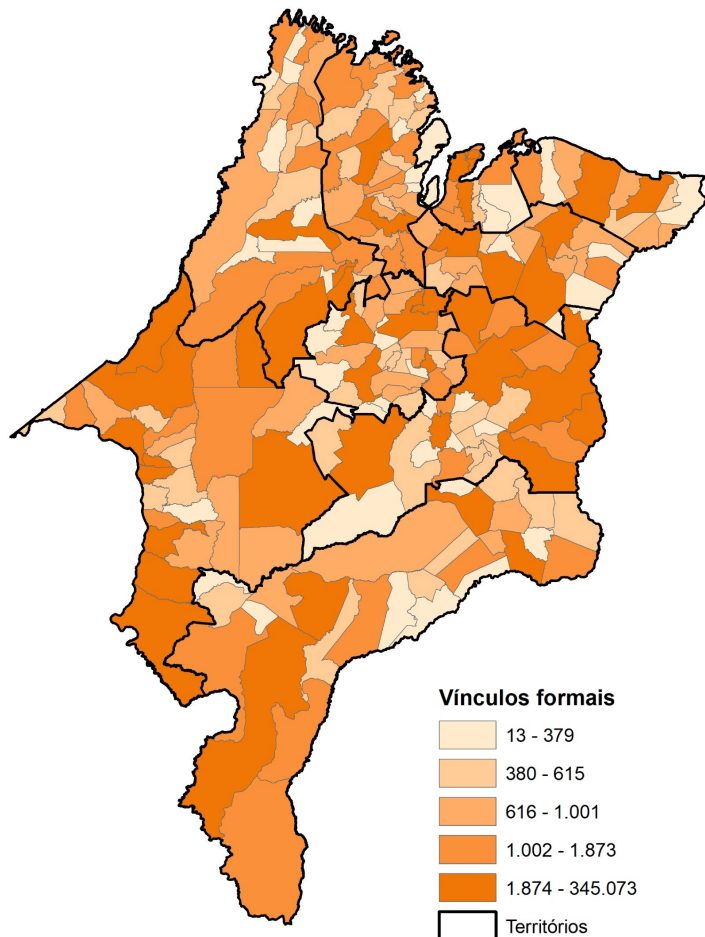 Vínculos formais
13 - 379
380 - 615
616 - 1.001
1.002 - 1.873
1.874 - 345.073
Territórios